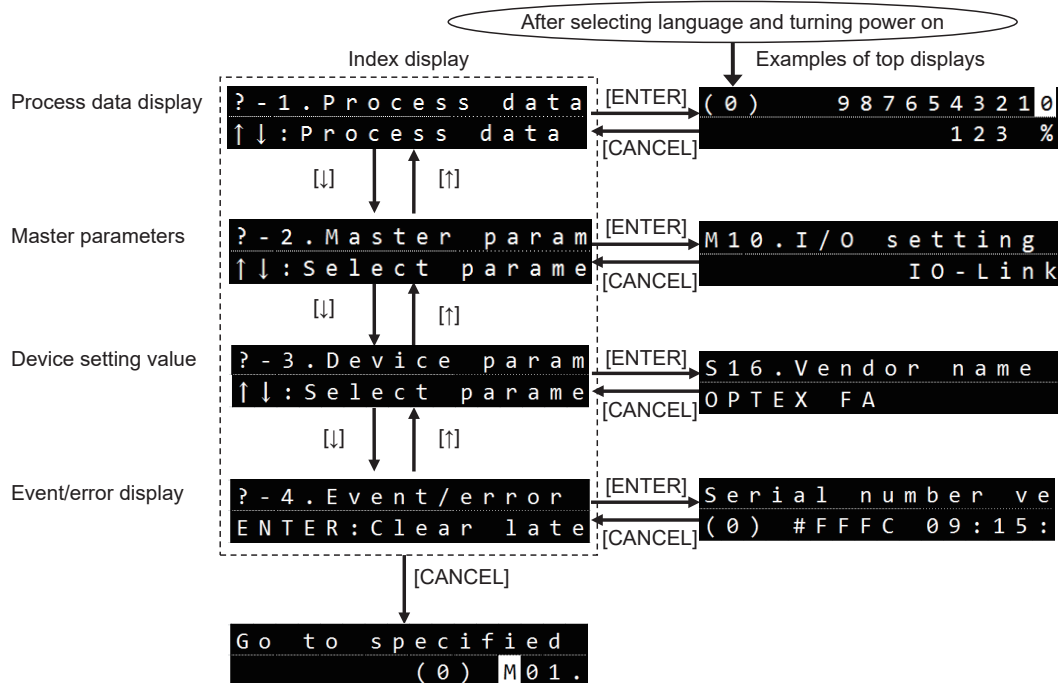 After selecting language and turning power on
Index display
Examples of top displays
Process data display
?-1.Process data
↑↓:Process data
[ENTER]
[CANCEL]
(0) 9876543210
123 %
[↓]
[↑]
Master parameters
?-2.Master param
↑↓:Select parame
[ENTER]
[CANCEL]
M10.I/O setting
IO-Link
[↓]
[↑]
Device setting value
?-3.Device param
↑↓:Select parame
[ENTER]
[CANCEL]
S16.Vendor name
OPTEX FA
[↓]
[↑]
Event/error display
?-4.Event/error
ENTER:Clear late
[ENTER]
[CANCEL]
Serial number ve
(0) #FFFC 09:15:
[CANCEL]
Go to specified
(0) M01.